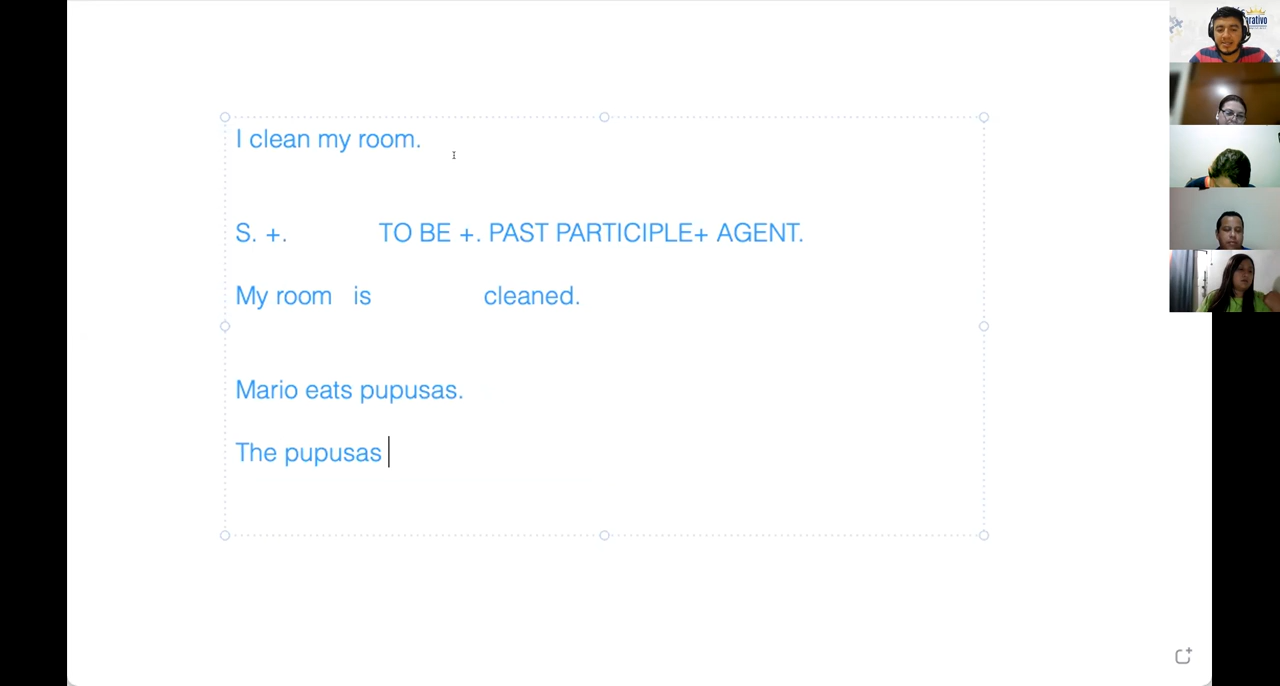 I clean my room.
S. +. TO BE +. PAST PARTICIPLE+ AGENT.
My room is cleaned.
Mario eats pupusas.
The pupusas